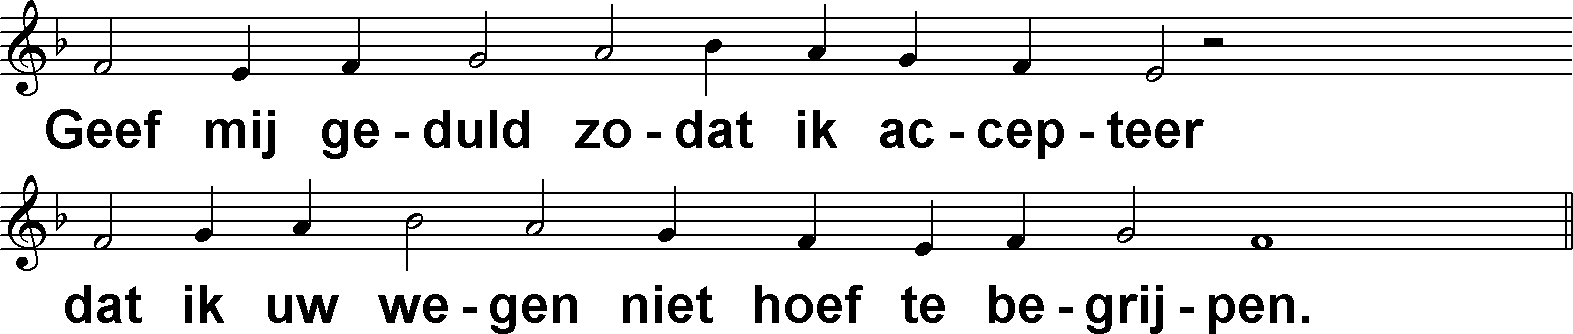 Geef mij ge - duld zo - dat ik ac - cep - teer
dat ik uw we - gen niet hoef te be - grij - pen.